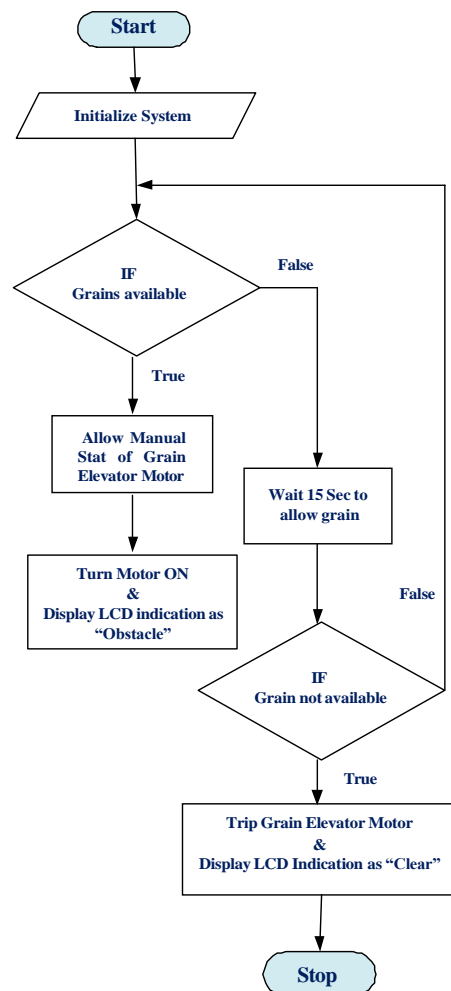 Start
Initialize System
IF
Grains available
False
True
Allow Manual
Stat of Grain
Elevator Motor
Wait 15 Sec to
allow grain
Turn Motor ON
&
Display LCD indication as
“Obstacle”
False
IF
Grain not available
True
Trip Grain Elevator Motor
&
Display LCD Indication as “Clear”
Stop